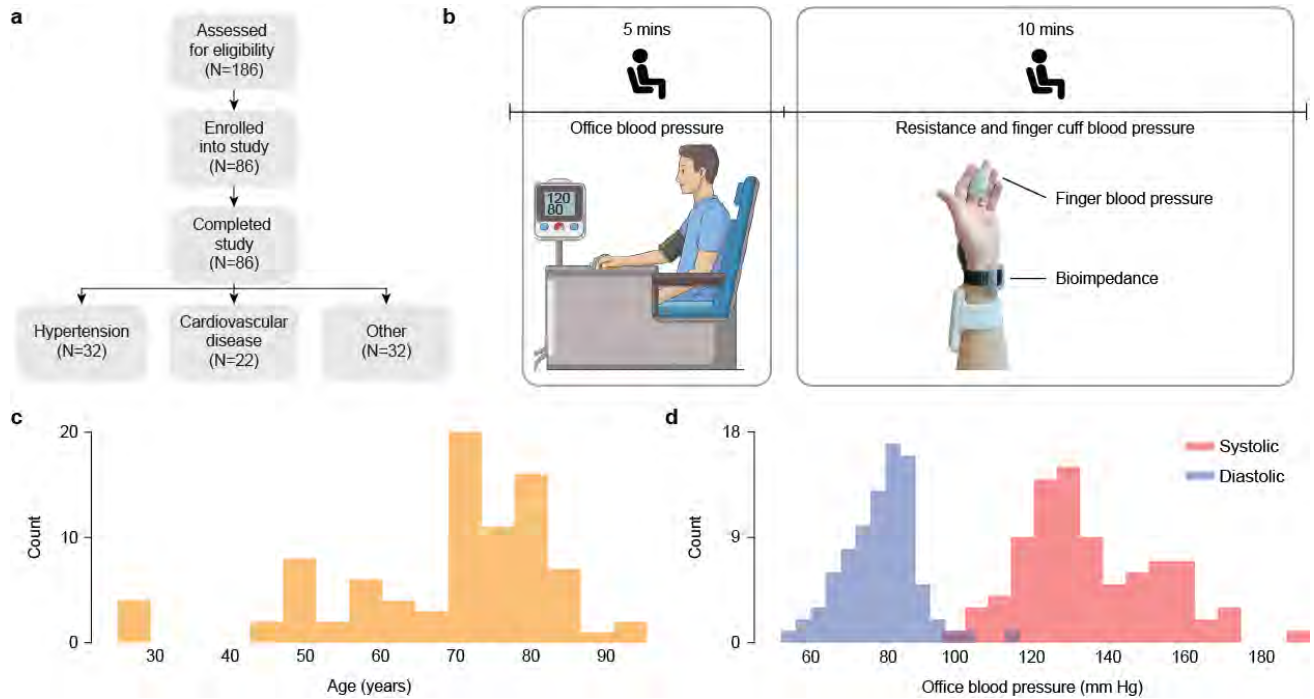 a
Assessed
for eligibility
(N=186)
Enrolled
into study
(N=86)
Completed
study
(N=86)
Hypertension
(N=32)
Cardiovascular
disease
(N=22)
Other
(N=32)
b
5 mins
10 mins
Office blood pressure
Resistance and finger cuff blood pressure
120
80
Finger blood pressure
Bioimpedance
c
20
10
0
Count
30 40 50 60 70 80 90
Age (years)
d
18
9
0
Count
Systolic
Diastolic
60 80 100 120 140 160 180
Office blood pressure (mm Hg)